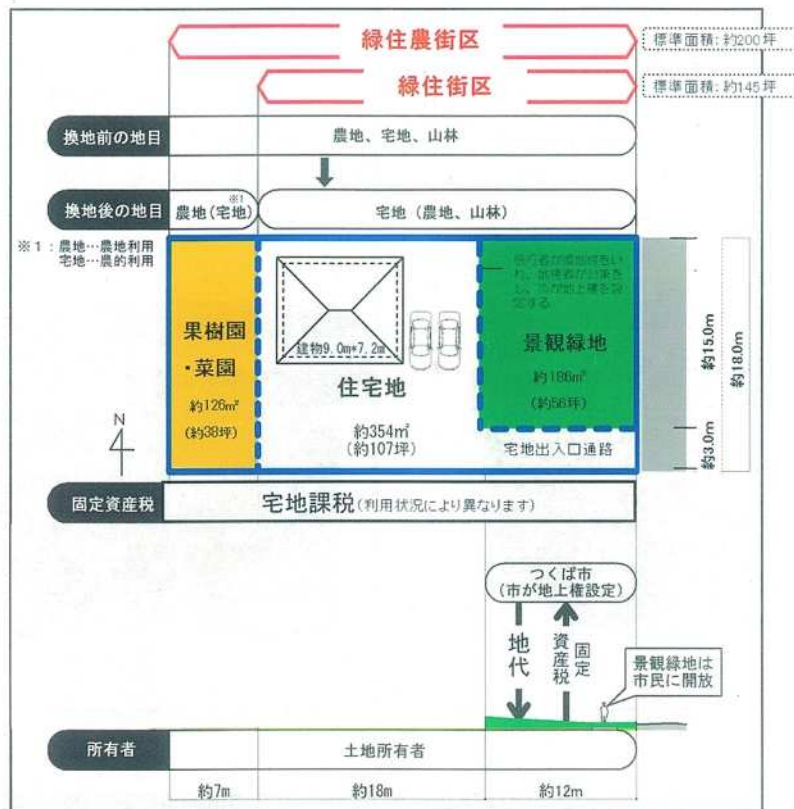 緑住農街区
標準面積:約200坪
緑住街区
標準面積:約145坪
換地前の地目
農地、宅地、山林
換地後の地目
農地(宅地)
※1
宅地(農地、山林)
※1:農地…農地利用
宅地…農的利用
果樹園
・菜園
約126㎡
(約38坪)
建物9.0m*7.2m
住宅地
約354㎡
(約107坪)
景観緑地
約186㎡
(約56坪)
宅地出入口通路
約15.0m
約3.0m
約18.0m
N
固定資産税
宅地課税(利用状況により異なります)
つくば市
(市が地上権設定)
地代
固定
資産税
景観緑地は
市民に開放
所有者
土地所有者
約7m
約18m
約12m